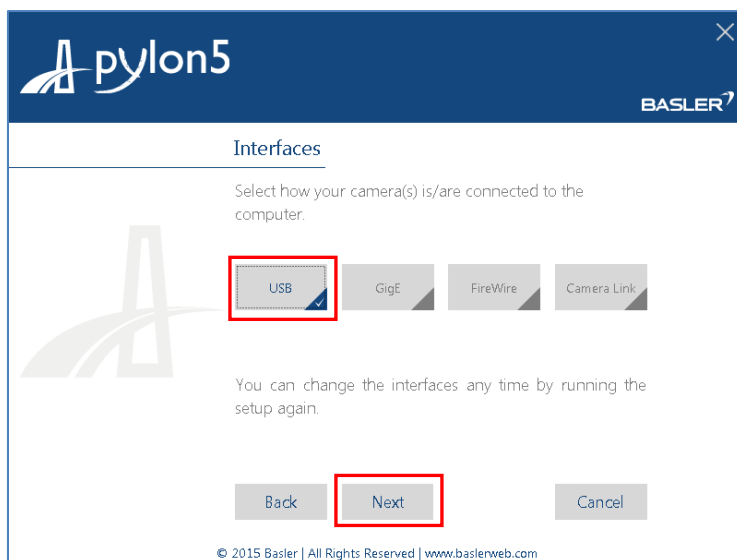 pylon5
BASLER
Interfaces
Select how your camera(s) is/are connected to the
computer.
USB GigE FireWire Camera Link
You can change the interfaces any time by running the
setup again.
Back Next Cancel
© 2015 Basler | All Rights Reserved | www.baslerweb.com